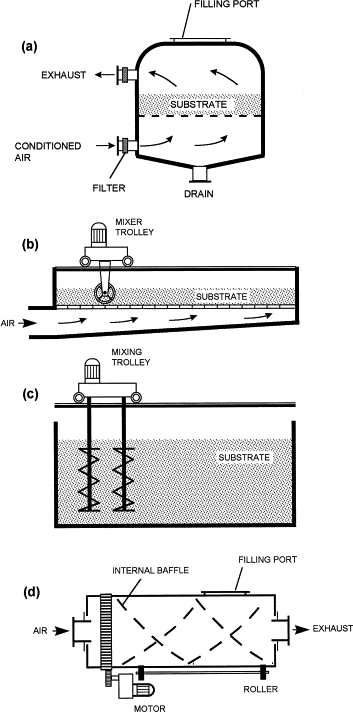 FILLING PORT
(a)
EXHAUST
SUBSTRATE
CONDITIONED
AIR
FILTER
DRAIN
(b)
MIXER
TROLLEY
SUBSTRATE
AIR
MIXING
TROLLEY
(c)
SUBSTRATE
(d)
INTERNAL BAFFLE
FILLING PORT
AIR
EXHAUST
ROLLER
MOTOR